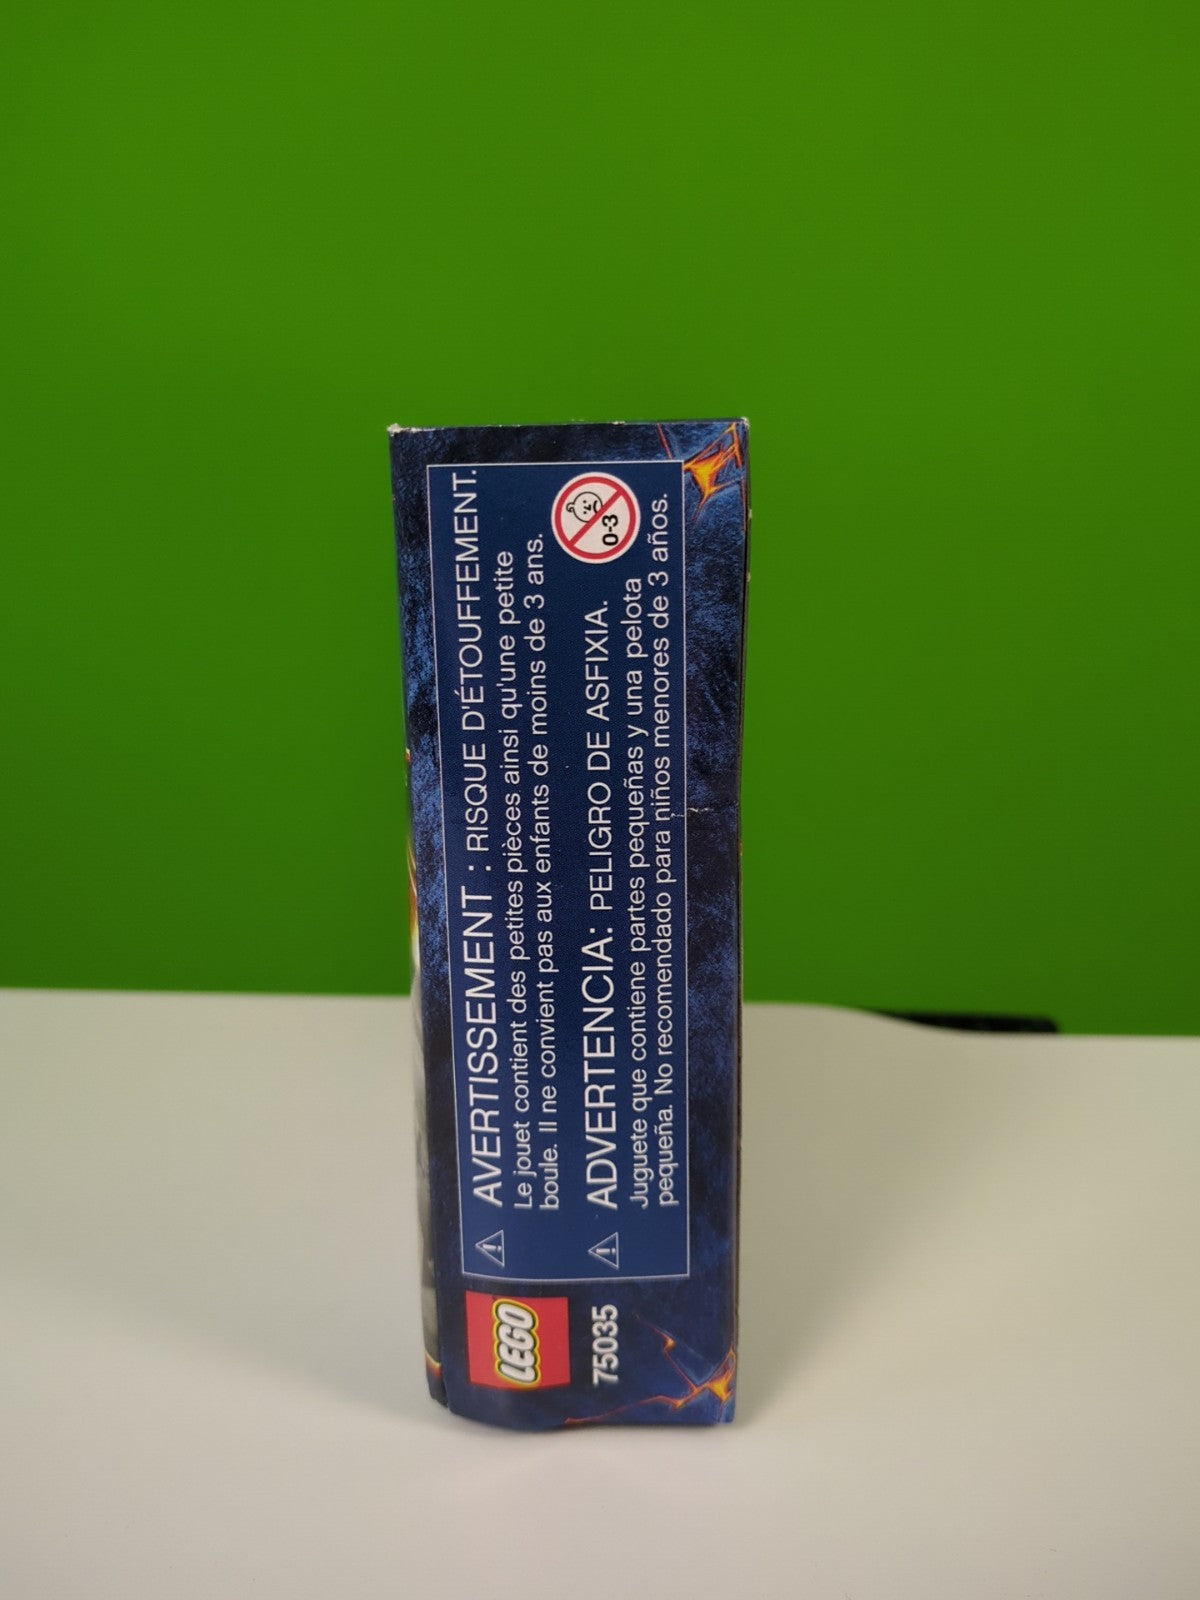 AVERTISSEMENT : RISQUE D'ÉTOUFFEMENT.
Le jouet contient des petites pièces ainsi qu'une petite
boule. Il ne convient pas aux enfants de moins de 3 ans.
ADVERTENCIA: PELIGRO DE ASFIXIA.
Juguete que contiene partes pequeñas y una pelota
pequeña. No recomendado para niños menores de 3 años.
0-3
LEGO
75035